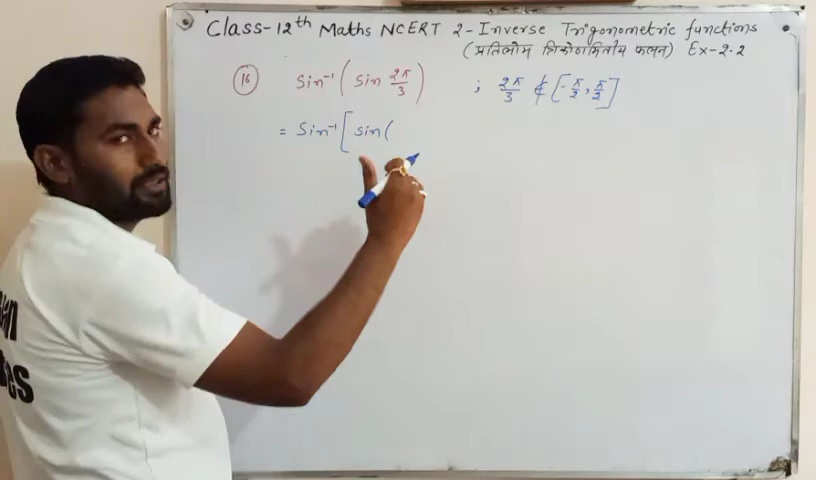 Class-12th Maths NCERT 2-Inverse Trigonometric functions
(प्रतिलोम त्रिकोणमितीय फलन) Ex-2.2
(16) Sin⁻¹(Sin 2π/3) ; 2π/3 ∉ [-π/2, π/2]
= Sin⁻¹[sin(